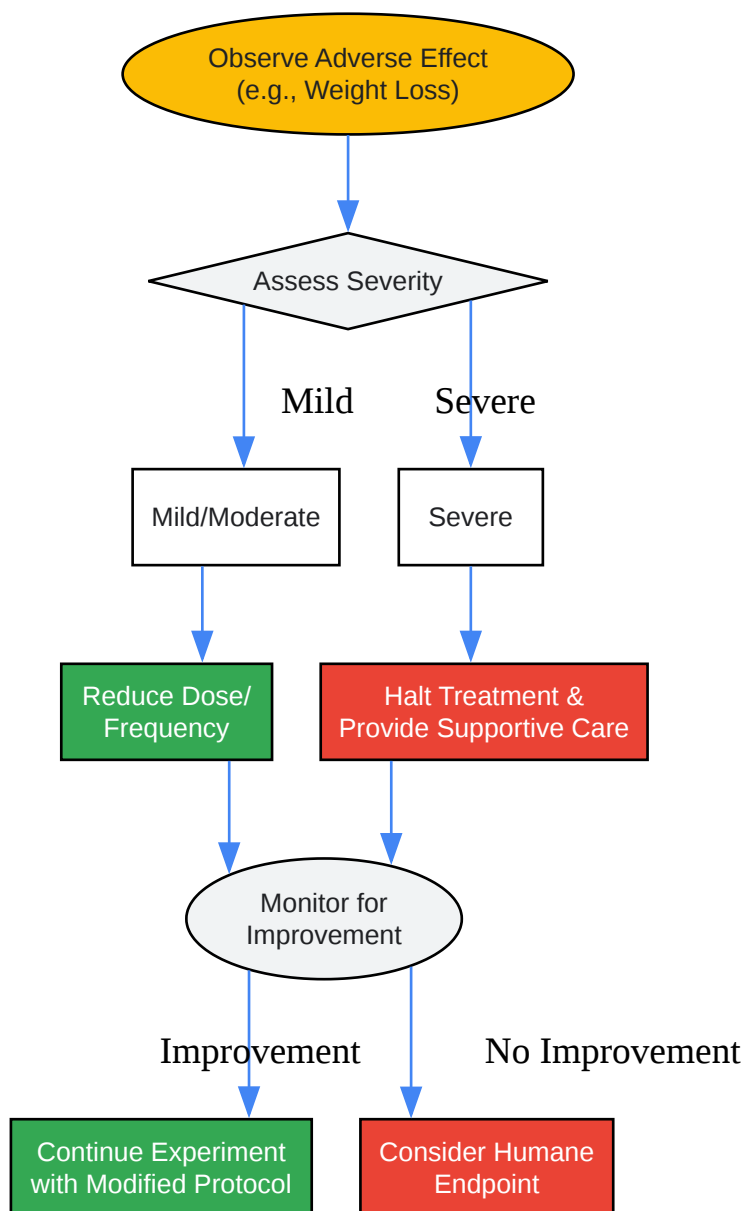 Observe Adverse Effect
(e.g., Weight Loss)
Assess Severity
Mild
Severe
Mild/Moderate
Severe
Reduce Dose/
Frequency
Halt Treatment &
Provide Supportive Care
Monitor for
Improvement
Improvement
No Improvement
Continue Experiment
with Modified Protocol
Consider Humane
Endpoint